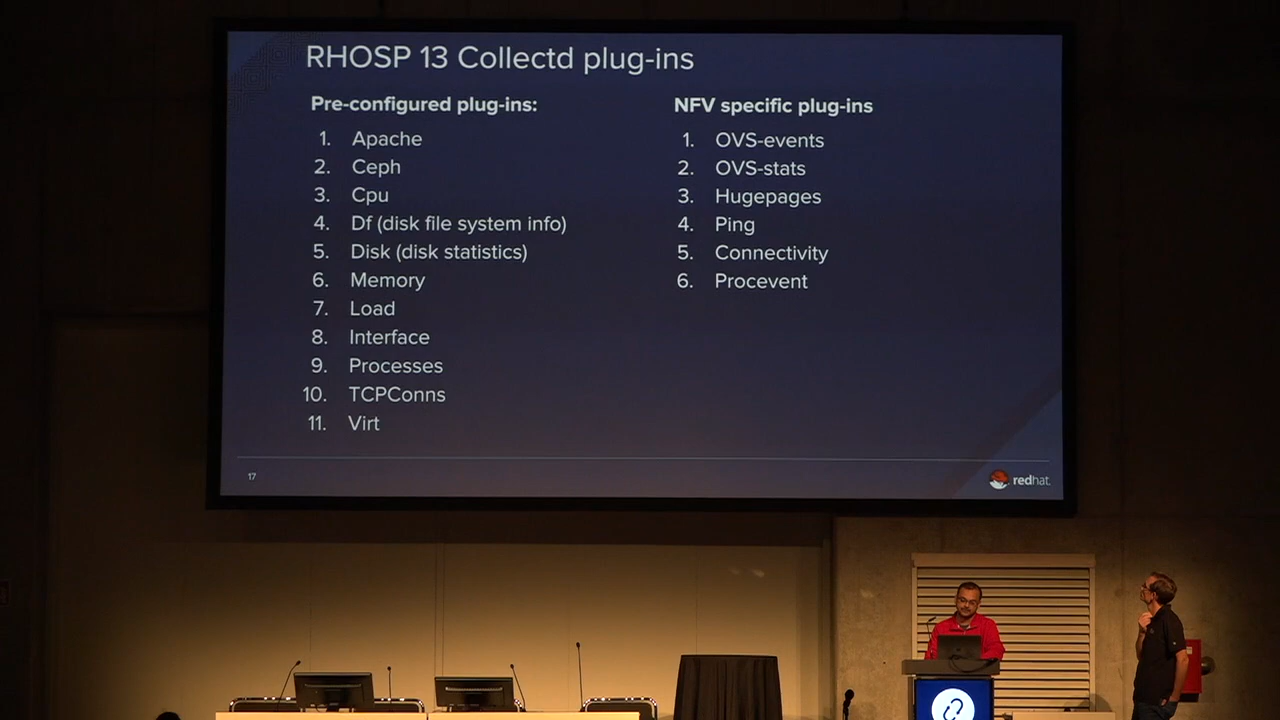 RHOSP 13 Collectd plug-ins
Pre-configured plug-ins:
1. Apache
2. Ceph
3. Cpu
4. Df (disk file system info)
5. Disk (disk statistics)
6. Memory
7. Load
8. Interface
9. Processes
10. TCPConns
11. Virt
NFV specific plug-ins
1. OVS-events
2. OVS-stats
3. Hugepages
4. Ping
5. Connectivity
6. Procevent
17
redhat.